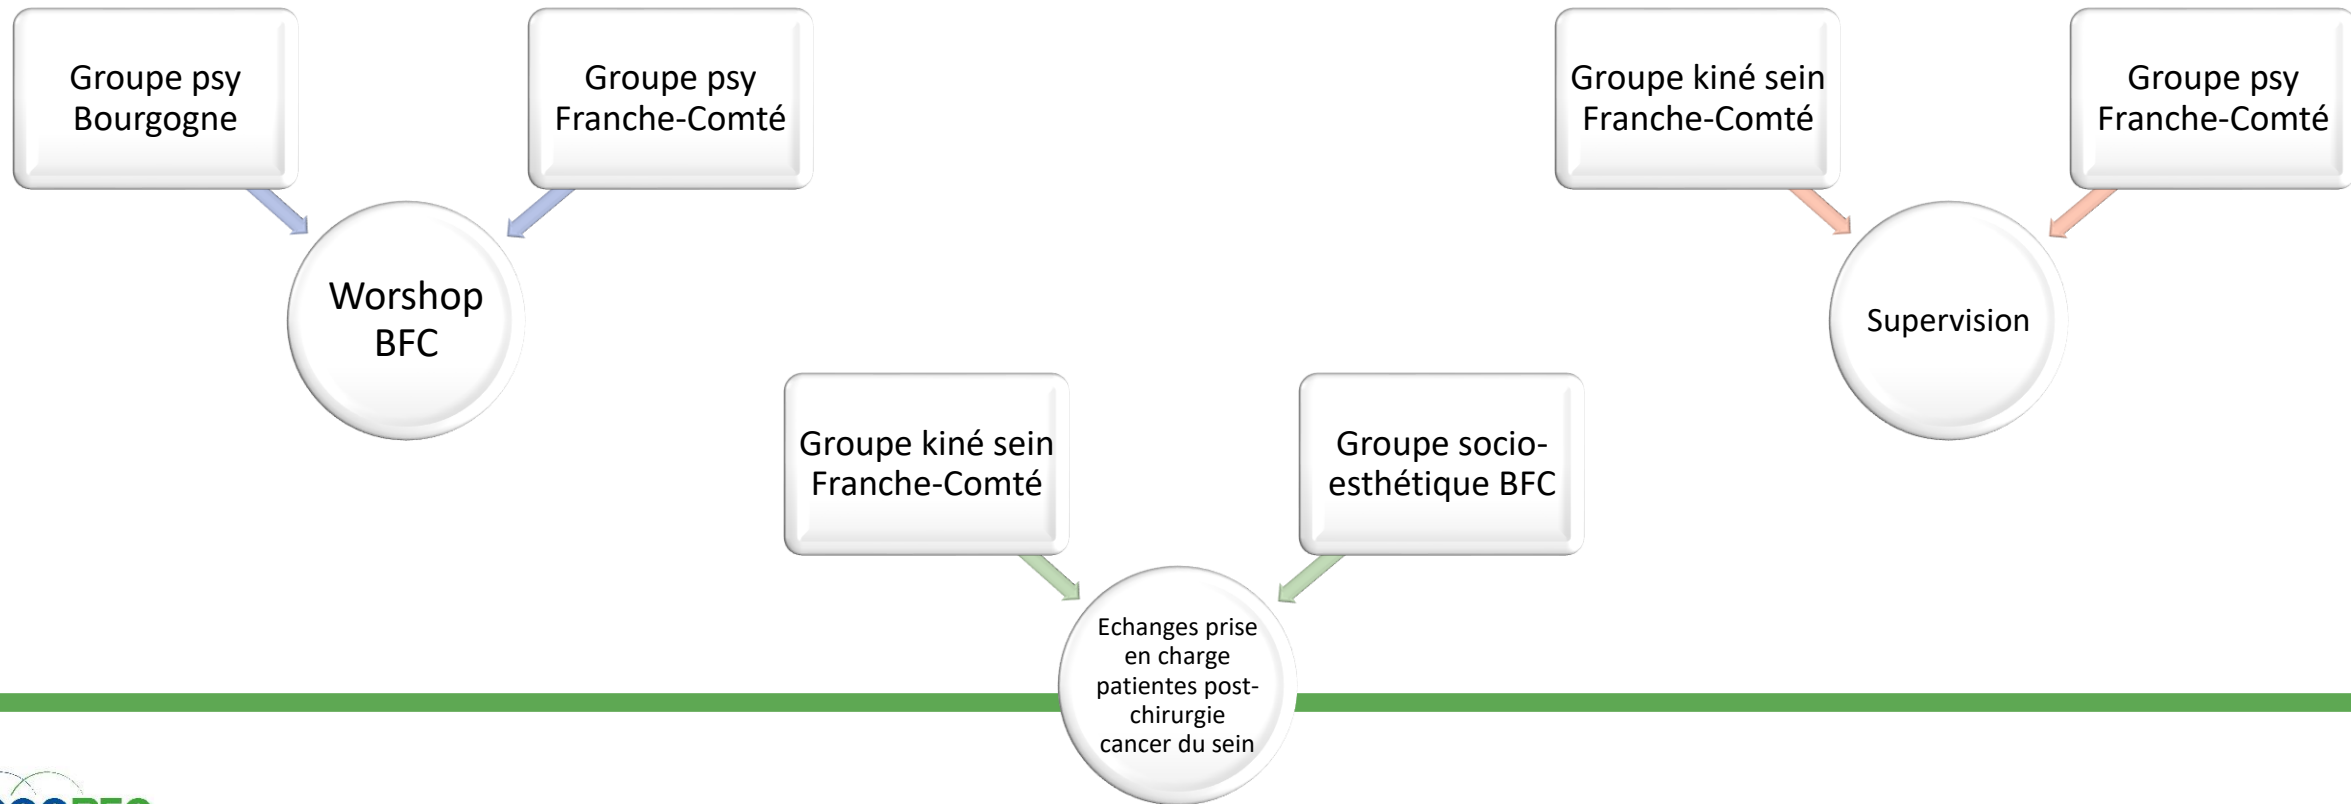 Groupe psy
Bourgogne
Groupe psy
Franche-Comté
Worshop
BFC
Groupe kiné sein
Franche-Comté
Groupe psy
Franche-Comté
Supervision
Groupe kiné sein
Franche-Comté
Groupe socio-
esthétique BFC
Echanges prise
en charge
patientes post-
chirurgie
cancer du sein